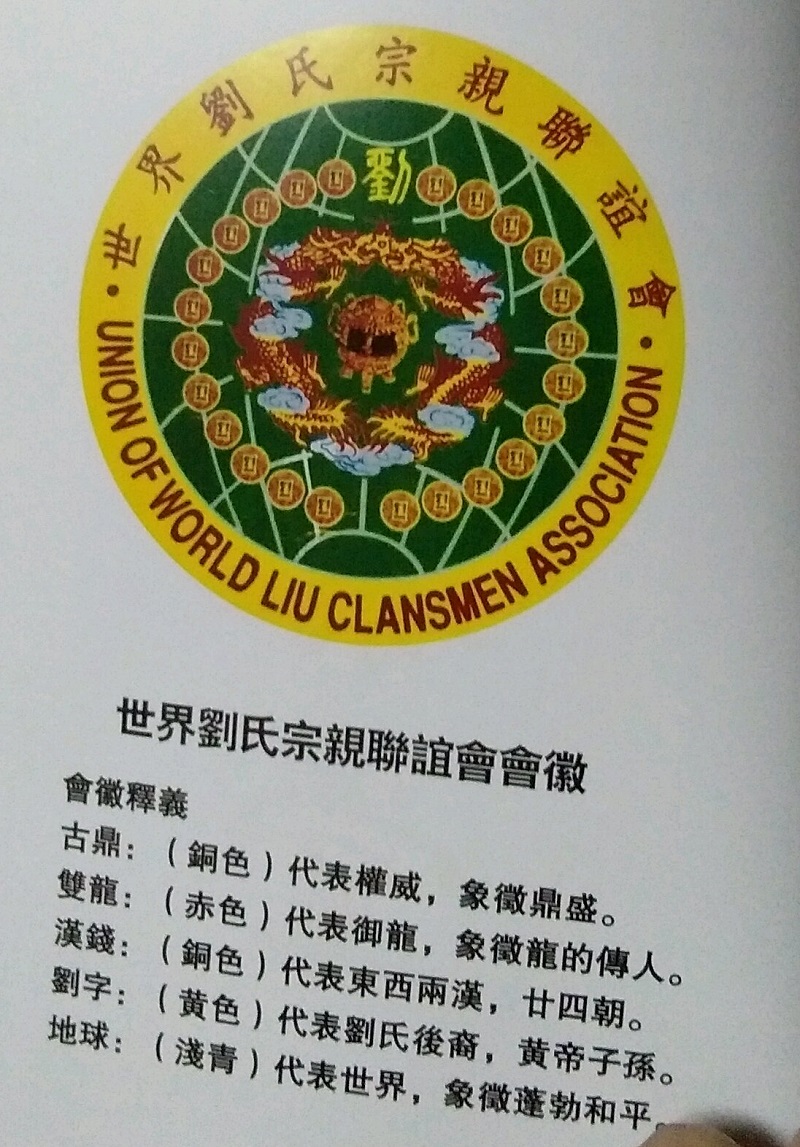 世界劉氏宗親聯誼會
劉
UNION OF WORLD LIU CLANSMEN ASSOCIATION
世界劉氏宗親聯誼會會徽
會徽釋義
古鼎：（銅色）代表權威，象徵鼎盛。
雙龍：（赤色）代表御龍，象徵龍的傳人。
漢錢：（銅色）代表東西兩漢，廿四朝。
劉字：（黃色）代表劉氏後裔，黃帝子孫。
地球：（淺青）代表世界，象徵蓬勃和平。